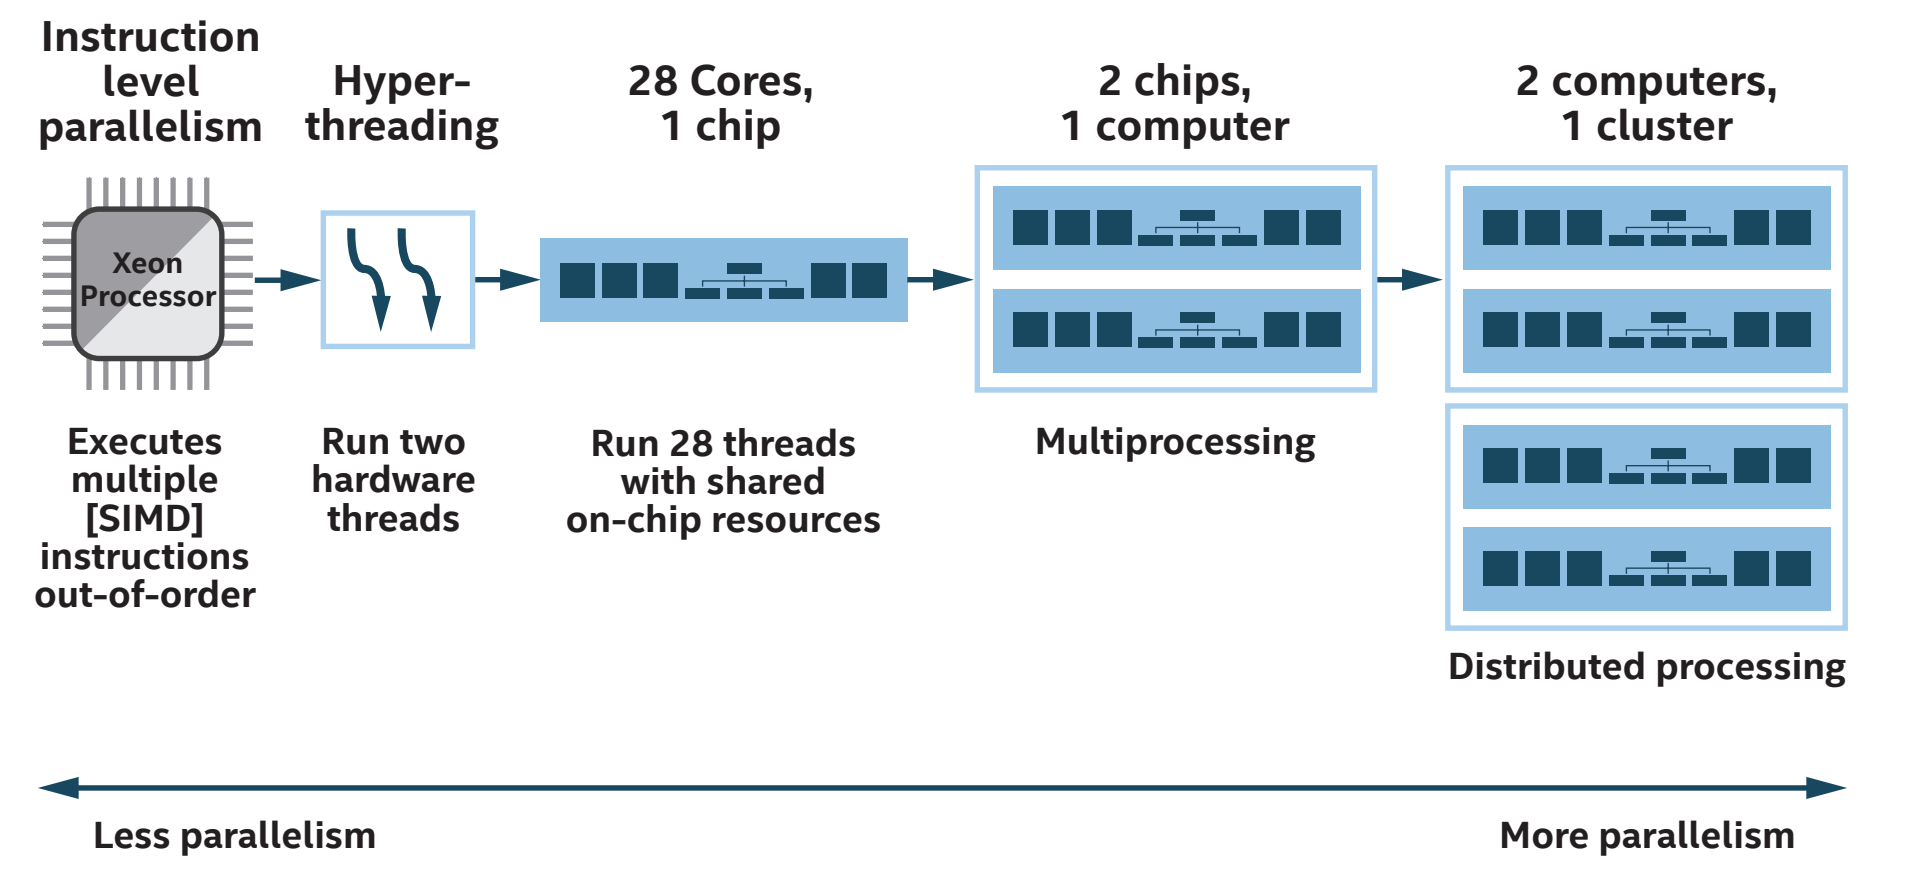 Instruction
level
parallelism
Hyper-
threading
28 Cores,
1 chip
2 chips,
1 computer
2 computers,
1 cluster
Xeon
Processor
Executes
multiple
[SIMD]
instructions
out-of-order
Run two
hardware
threads
Run 28 threads
with shared
on-chip resources
Multiprocessing
Distributed processing
Less parallelism
More parallelism